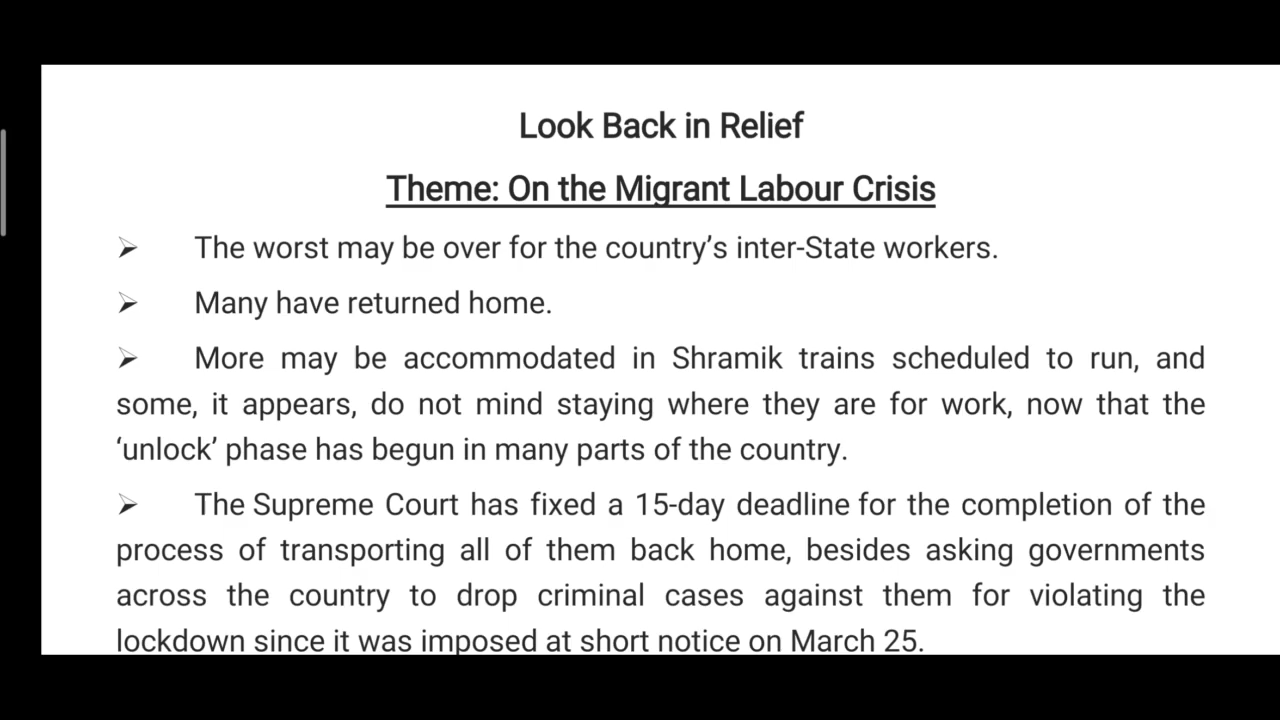 Look Back in Relief
Theme: On the Migrant Labour Crisis
➢ The worst may be over for the country’s inter-State workers.
➢ Many have returned home.
➢ More may be accommodated in Shramik trains scheduled to run, and
some, it appears, do not mind staying where they are for work, now that the
‘unlock’ phase has begun in many parts of the country.
➢ The Supreme Court has fixed a 15-day deadline for the completion of the
process of transporting all of them back home, besides asking governments
across the country to drop criminal cases against them for violating the
lockdown since it was imposed at short notice on March 25.